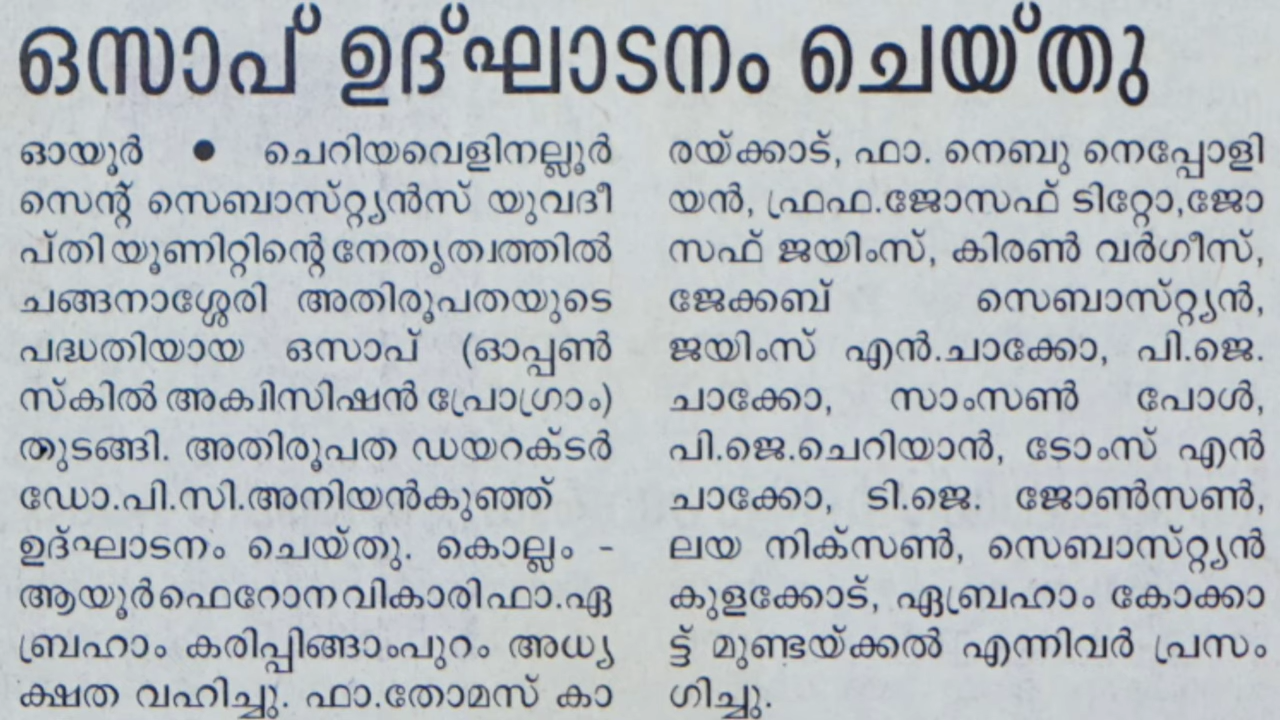 ഒസാപ് ഉദ്ഘാടനം ചെയ്തു
ഓയൂർ ● ചെറിയവെളിനല്ലൂർ
സെന്റ് സെബാസ്റ്റ്യൻസ് യുവദീ
പ്തി യൂണിറ്റിന്റെ നേതൃത്വത്തിൽ
ചങ്ങനാശ്ശേരി അതിരൂപതയുടെ
പദ്ധതിയായ ഒസാപ് (ഓപ്പൺ
സ്കിൽ അക്വിസിഷൻ പ്രോഗ്രാം)
തുടങ്ങി. അതിരൂപത ഡയറക്ടർ
ഡോ.പി.സി.അനിയൻകുഞ്ഞ്
ഉദ്ഘാടനം ചെയ്തു. കൊല്ലം -
ആയൂർ ഫെറോന വികാരി ഫാ.ഏ
ബ്രഹാം കരിപ്പിങ്ങാംപുറം അധ്യ
ക്ഷത വഹിച്ചു. ഫാ.തോമസ് കാ
രയ്ക്കാട്, ഫാ. നെബു നെപ്പോളി
യൻ, ഫ്രഫ.ജോസഫ് ടിറ്റോ,ജോ
സഫ് ജയിംസ്, കിരൺ വർഗീസ്,
ജേക്കബ് സെബാസ്റ്റ്യൻ,
ജയിംസ് എൻ.ചാക്കോ, പി.ജെ.
ചാക്കോ, സാംസൺ പോൾ,
പി.ജെ.ചെറിയാൻ, ടോംസ് എൻ
ചാക്കോ, ടി.ജെ. ജോൺസൺ,
ലയ നിക്സൺ, സെബാസ്റ്റ്യൻ
കുളക്കോട്, ഏബ്രഹാം കോക്കാ
ട്ട് മുണ്ടയ്ക്കൽ എന്നിവർ പ്രസം
ഗിച്ചു.